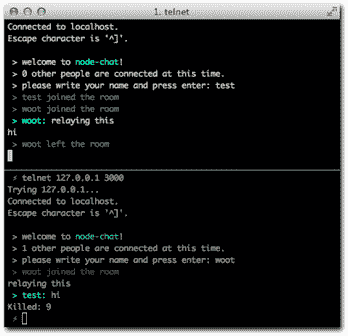 1. telnet
Connected to localhost.
Escape character is '^]'.
> welcome to node-chat!
> 0 other people are connected at this time.
> please write your name and press enter: test
> test joined the room
> woot joined the room
> woot: relaying this
hi
> woot left the room
⚡ telnet 127.0.0.1 3000
Trying 127.0.0.1...
Connected to localhost.
Escape character is '^]'.
> welcome to node-chat!
> 1 other people are connected at this time.
> please write your name and press enter: woot
> woot joined the room
relaying this
> test: hi
Killed: 9
⚡